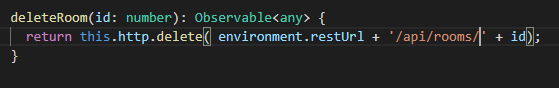 deleteRoom(id: number): Observable<any> {
return this.http.delete( environment.restUrl + '/api/rooms/' + id);
}